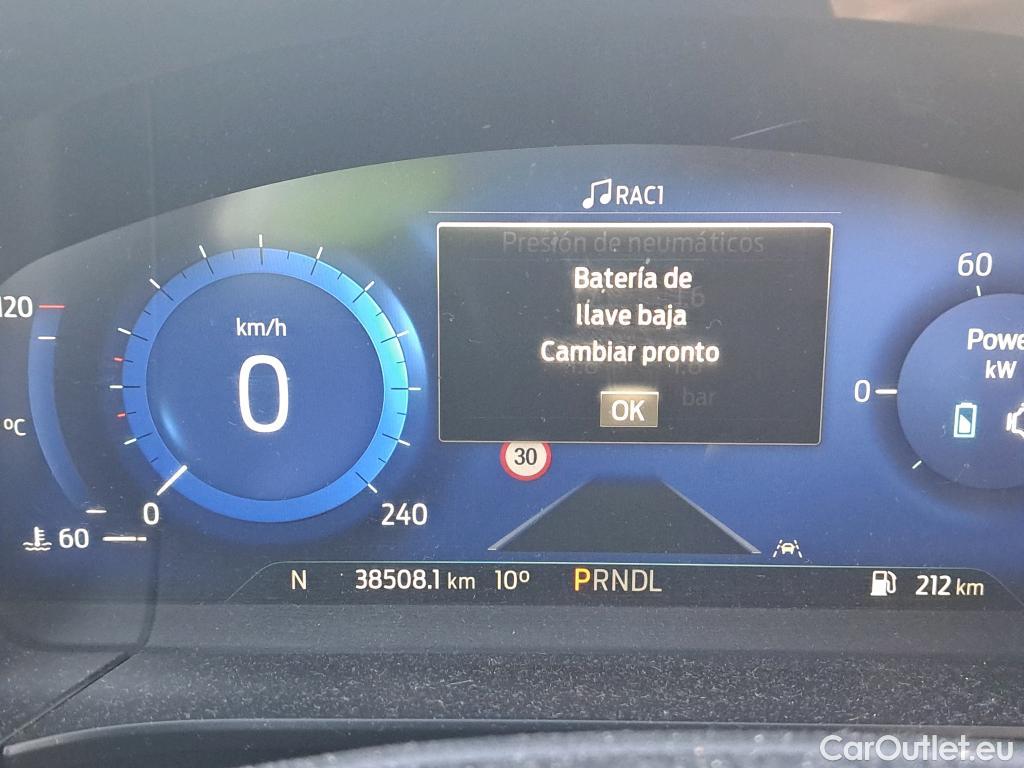 RAC1
Presión de neumáticos
Batería de
llave baja
Cambiar pronto
bar
OK
30
km/h
0
0
240
120
ºC
60
60
0
kW
N 38508.1 km 10º PRNDL 212 km
CarOutlet.eu